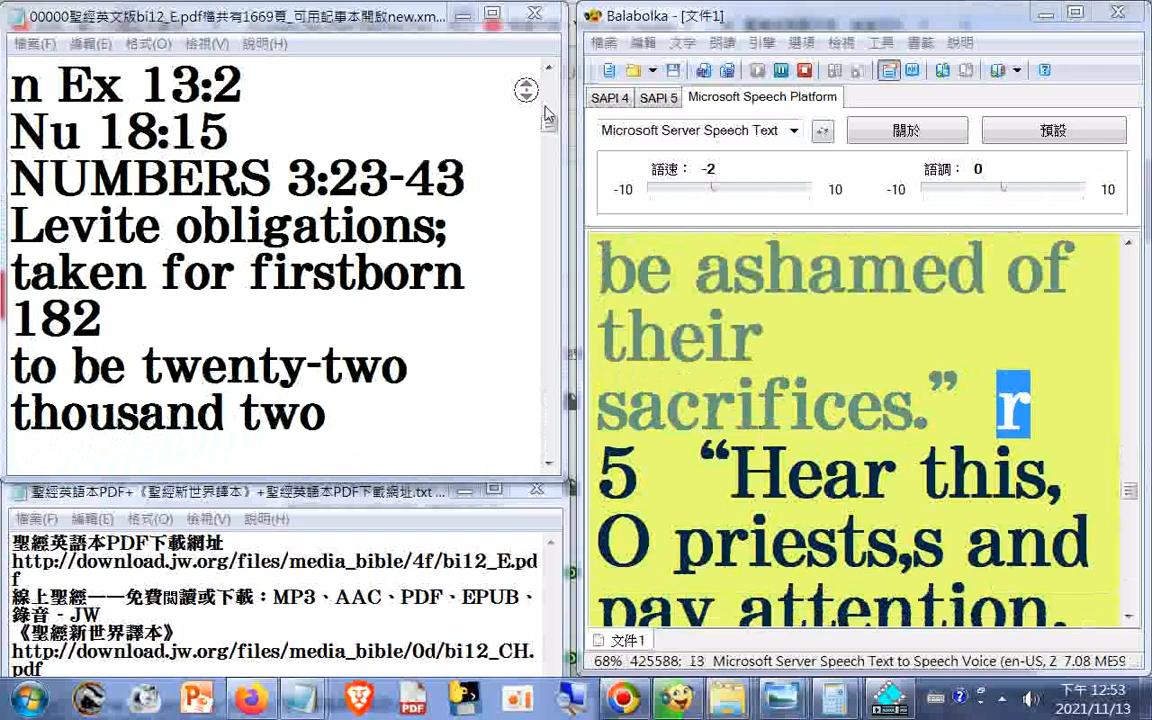 00000聖經英文版bi12_E.pdf檔共有1669頁_可用記事本開啟new.xm...
檔案(F) 編輯(E) 格式(O) 檢視(V) 說明(H)
n Ex 13:2
Nu 18:15
NUMBERS 3:23-43
Levite obligations;
taken for firstborn
182
to be twenty-two
thousand two
聖經英語本PDF+《聖經新世界譯本》+聖經英語本PDF下載網址.txt ...
檔案(F) 編輯(E) 格式(O) 檢視(V) 說明(H)
聖經英語本PDF下載網址
http://download.jw.org/files/media_bible/4f/bi12_E.pd
f
線上聖經——免費閱讀或下載：MP3、AAC、PDF、EPUB、
錄音 - JW
《聖經新世界譯本》
http://download.jw.org/files/media_bible/0d/bi12_CH.
pdf
Balabolka - [文件1]
檔案 編輯 文字 朗讀 引擎 選項 檢視 工具 書籤 說明
SAPI 4 SAPI 5 Microsoft Speech Platform
Microsoft Server Speech Text 關於 預設
語速： -2 語調： 0
-10 10 -10 10
be ashamed of
their
sacrifices.” r
5 “Hear this,
O priests,s and
pay attention,
文件1
68% 425588: 13 Microsoft Server Speech Text to Speech Voice (en-US, Z 7.08 ME59
PDF
下午 12:53
2021/11/13